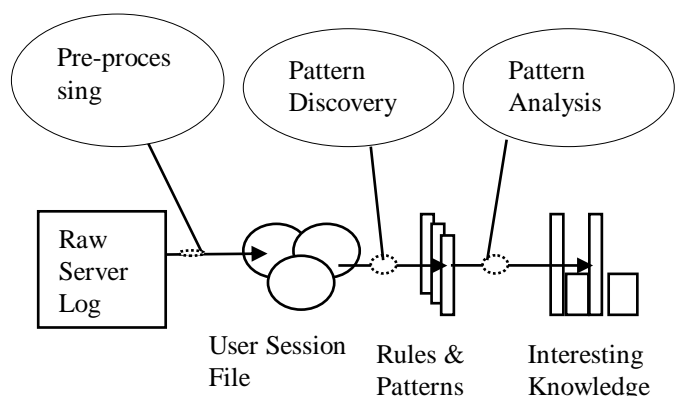 Pre-proces
sing
Pattern
Discovery
Pattern
Analysis
Raw
Server
Log
User Session
File
Rules &
Patterns
Interesting
Knowledge